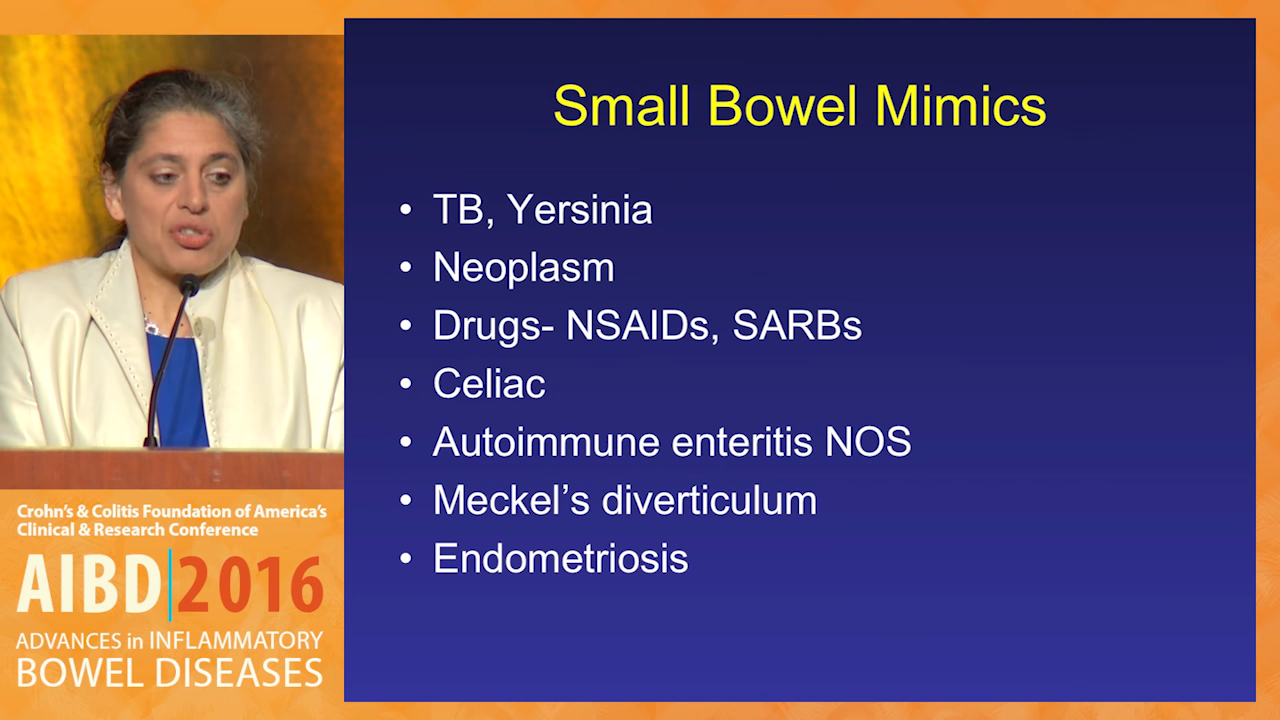 Small Bowel Mimics
• TB, Yersinia
• Neoplasm
• Drugs- NSAIDs, SARBs
• Celiac
• Autoimmune enteritis NOS
• Meckel’s diverticulum
• Endometriosis
Crohn’s & Colitis Foundation of America’s
Clinical & Research Conference
AIBD|2016
ADVANCES in INFLAMMATORY
BOWEL DISEASES